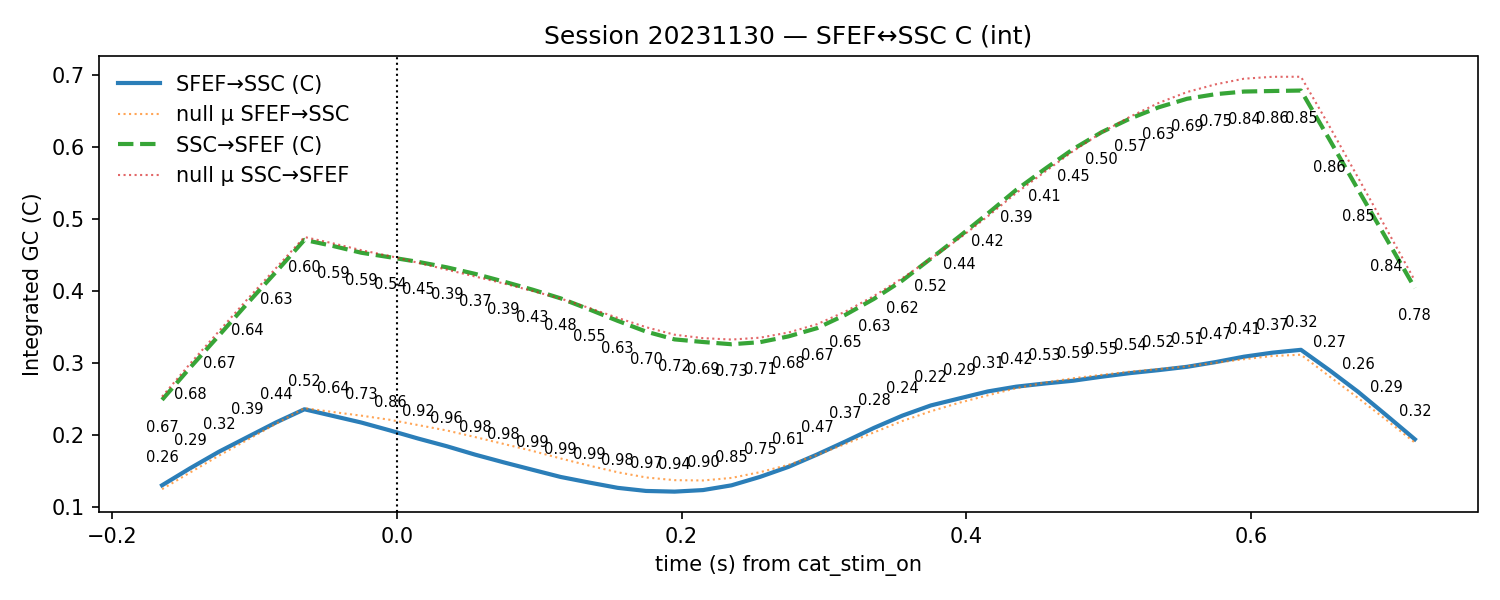 Session 20231130 — SFEF↔SSC C (int)
SFEF→SSC (C)
null μ SFEF→SSC
SSC→SFEF (C)
null μ SSC→SFEF
Integrated GC (C)
0.7
0.6
0.5
0.4
0.3
0.2
0.1
0.67 0.68 0.67 0.64 0.63 0.60 0.59 0.59 0.54 0.45 0.39 0.37 0.39 0.43 0.48 0.55 0.63 0.70 0.72 0.69 0.73 0.71 0.68 0.67 0.65 0.63 0.62 0.52 0.44 0.42 0.39 0.41 0.45 0.50 0.57 0.63 0.69 0.75 0.84 0.86 0.85 0.86 0.85 0.84 0.78
0.26 0.29 0.32 0.39 0.44 0.52 0.64 0.73 0.86 0.92 0.96 0.98 0.98 0.99 0.99 0.99 0.98 0.97 0.94 0.90 0.85 0.75 0.61 0.47 0.37 0.28 0.24 0.22 0.29 0.31 0.42 0.53 0.59 0.55 0.54 0.52 0.51 0.47 0.41 0.37 0.32 0.27 0.26 0.29 0.32
−0.2 0.0 0.2 0.4 0.6
time (s) from cat_stim_on